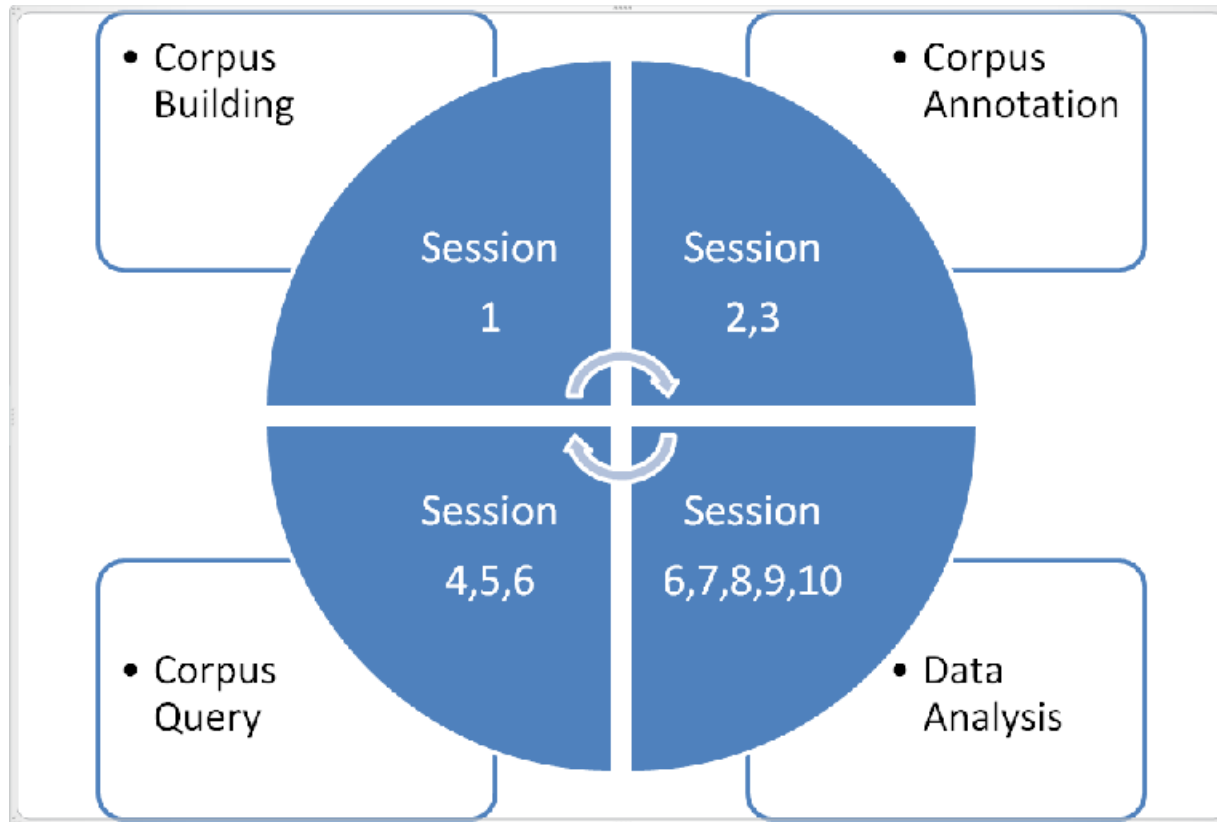 • Corpus
Building
• Corpus
Annotation
Session
1
Session
2,3
Session
4,5,6
Session
6,7,8,9,10
• Corpus
Query
• Data
Analysis